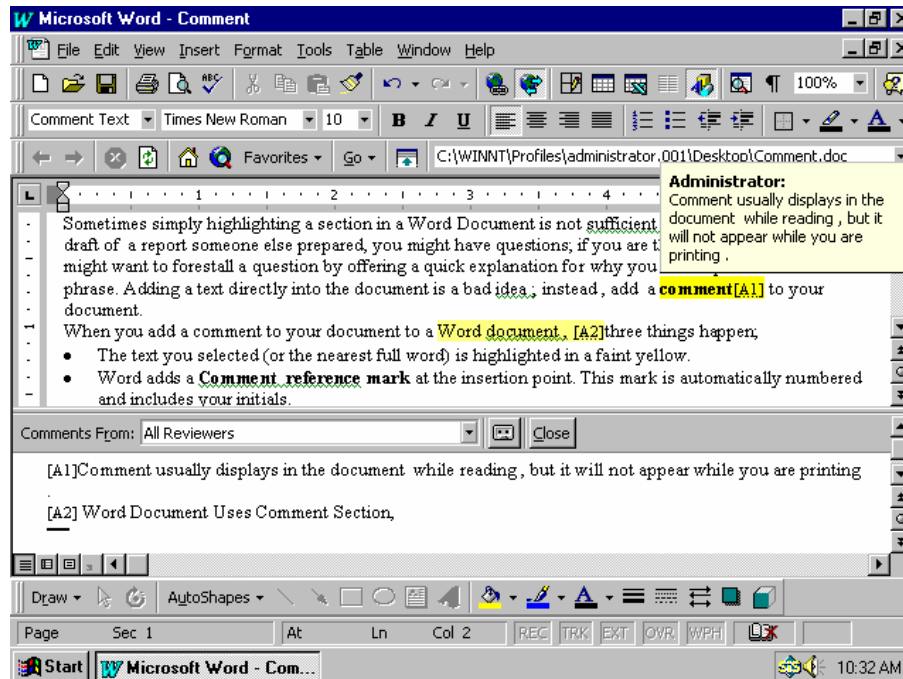 Microsoft Word - Comment
File Edit View Insert Format Tools Table Window Help
ABC 100%
Comment Text Times New Roman 10 B I U A
Favorites Go C:\WINNT\Profiles\administrator.001\Desktop\Comment.doc
L 1 2 3 4
Administrator:
Comment usually displays in the
document while reading , but it
will not appear while you are
printing .
Sometimes simply highlighting a section in a Word Document is not sufficient
draft of a report someone else prepared, you might have questions; if you are
might want to forestall a question by offering a quick explanation for why you
phrase. Adding a text directly into the document is a bad idea ; instead , add a comment[A1] to your
document.
When you add a comment to your document to a Word document , [A2]three things happen;
• The text you selected (or the nearest full word) is highlighted in a faint yellow.
• Word adds a Comment reference mark at the insertion point. This mark is automatically numbered
and includes your initials.
Comments From: All Reviewers Close
[A1]Comment usually displays in the document while reading , but it will not appear while you are printing
.
[A2] Word Document Uses Comment Section,
Draw AutoShapes A
Page Sec 1 At Ln Col 2 REC TRK EXT OVR WPH
Start Microsoft Word - Com... 10:32 AM